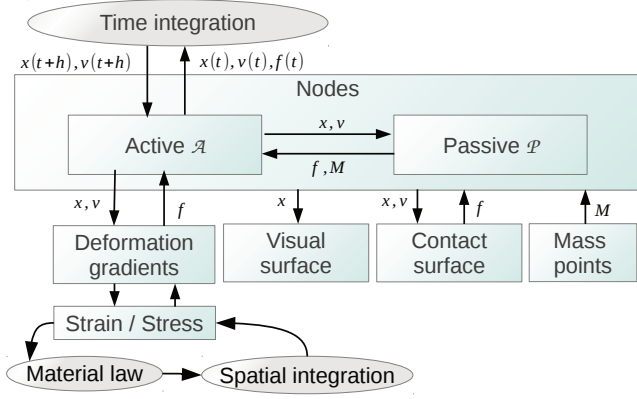 Time integration
x(t+h),v(t+h)
x(t),v(t),f(t)
Nodes
Active 𝒜
x,v
f,M
Passive 𝒫
x,v
f
x
x,v
f
M
Deformation
gradients
Visual
surface
Contact
surface
Mass
points
Strain / Stress
Material law
Spatial integration